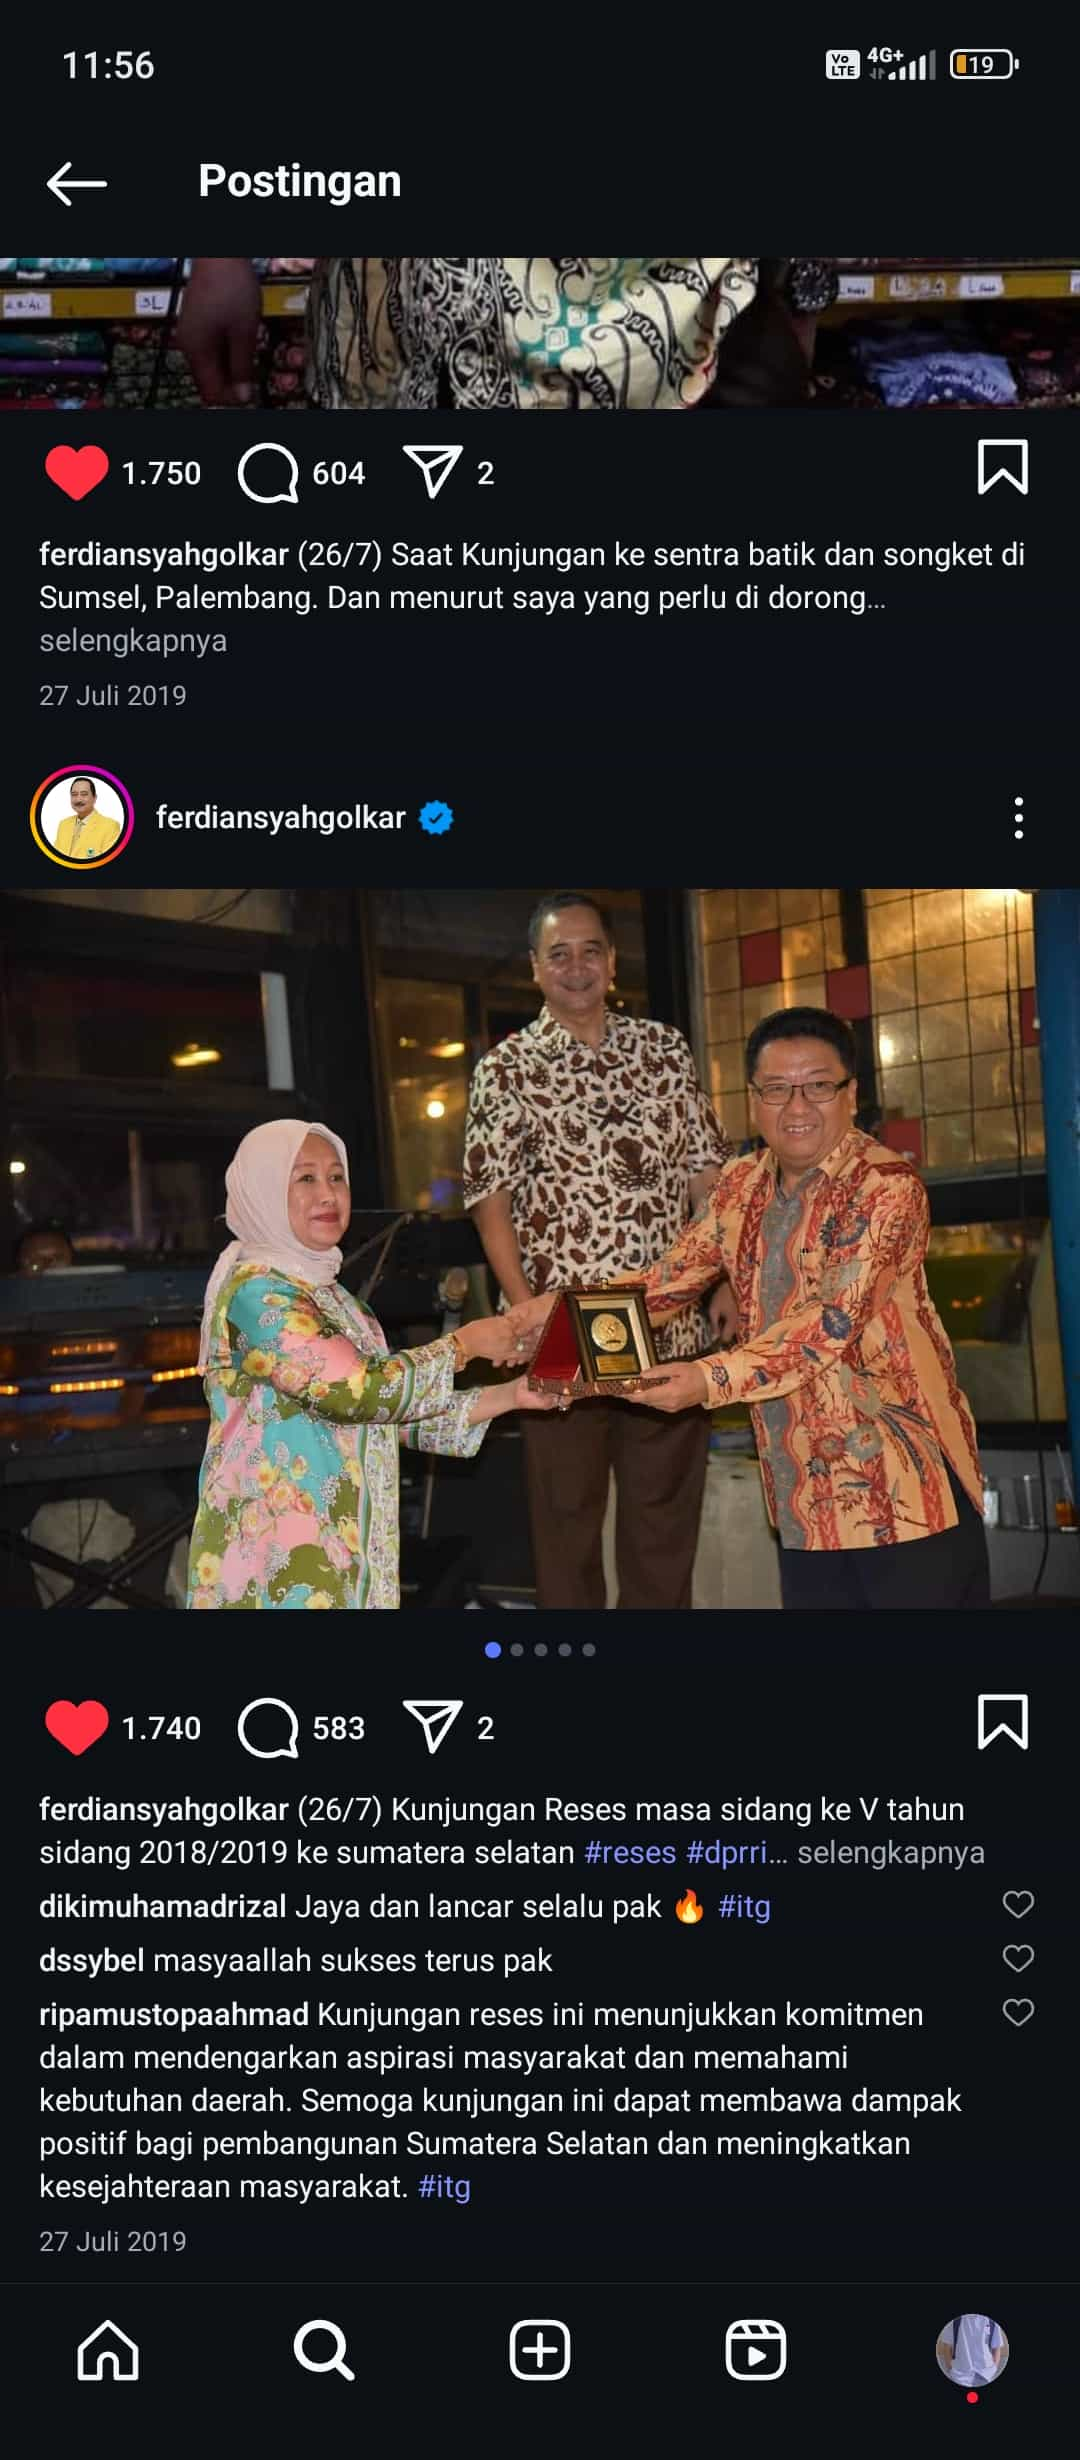 11:56
Vo LTE 4G+ 19
Postingan
3L
L
1.750 604 2
ferdiansyahgolkar (26/7) Saat Kunjungan ke sentra batik dan songket di
Sumsel, Palembang. Dan menurut saya yang perlu di dorong…
selengkapnya
27 Juli 2019
ferdiansyahgolkar
1.740 583 2
ferdiansyahgolkar (26/7) Kunjungan Reses masa sidang ke V tahun
sidang 2018/2019 ke sumatera selatan #reses #dprri… selengkapnya
dikimuhamadrizal Jaya dan lancar selalu pak 🔥 #itg
dssybel masyaallah sukses terus pak
ripamustopaahmad Kunjungan reses ini menunjukkan komitmen
dalam mendengarkan aspirasi masyarakat dan memahami
kebutuhan daerah. Semoga kunjungan ini dapat membawa dampak
positif bagi pembangunan Sumatera Selatan dan meningkatkan
kesejahteraan masyarakat. #itg
27 Juli 2019